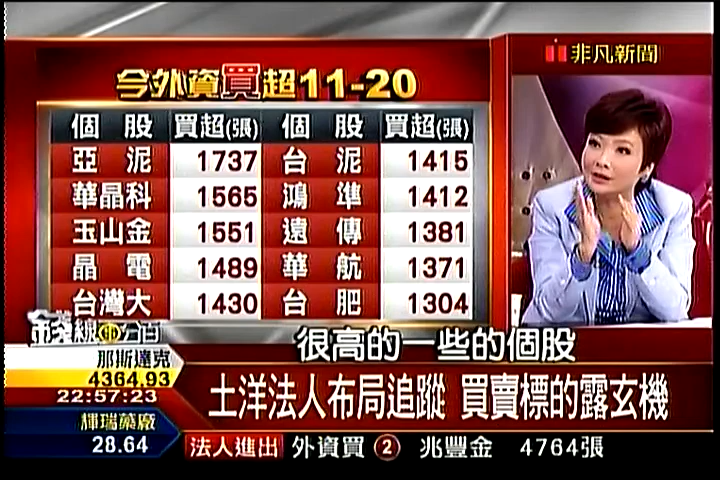 非凡新聞
今外資買超11-20
個股 買超(張) 個股 買超(張)
亞泥 1737 台泥 1415
華晶科 1565 鴻準 1412
玉山金 1551 遠傳 1381
晶電 1489 華航 1371
台灣大 1430 台肥 1304
很高的一些的個股
那斯達克
4364.93
22:57:23
土洋法人布局追蹤 買賣標的露玄機
輝瑞藥廠
28.64
法人進出 外資買 2 兆豐金 4764張